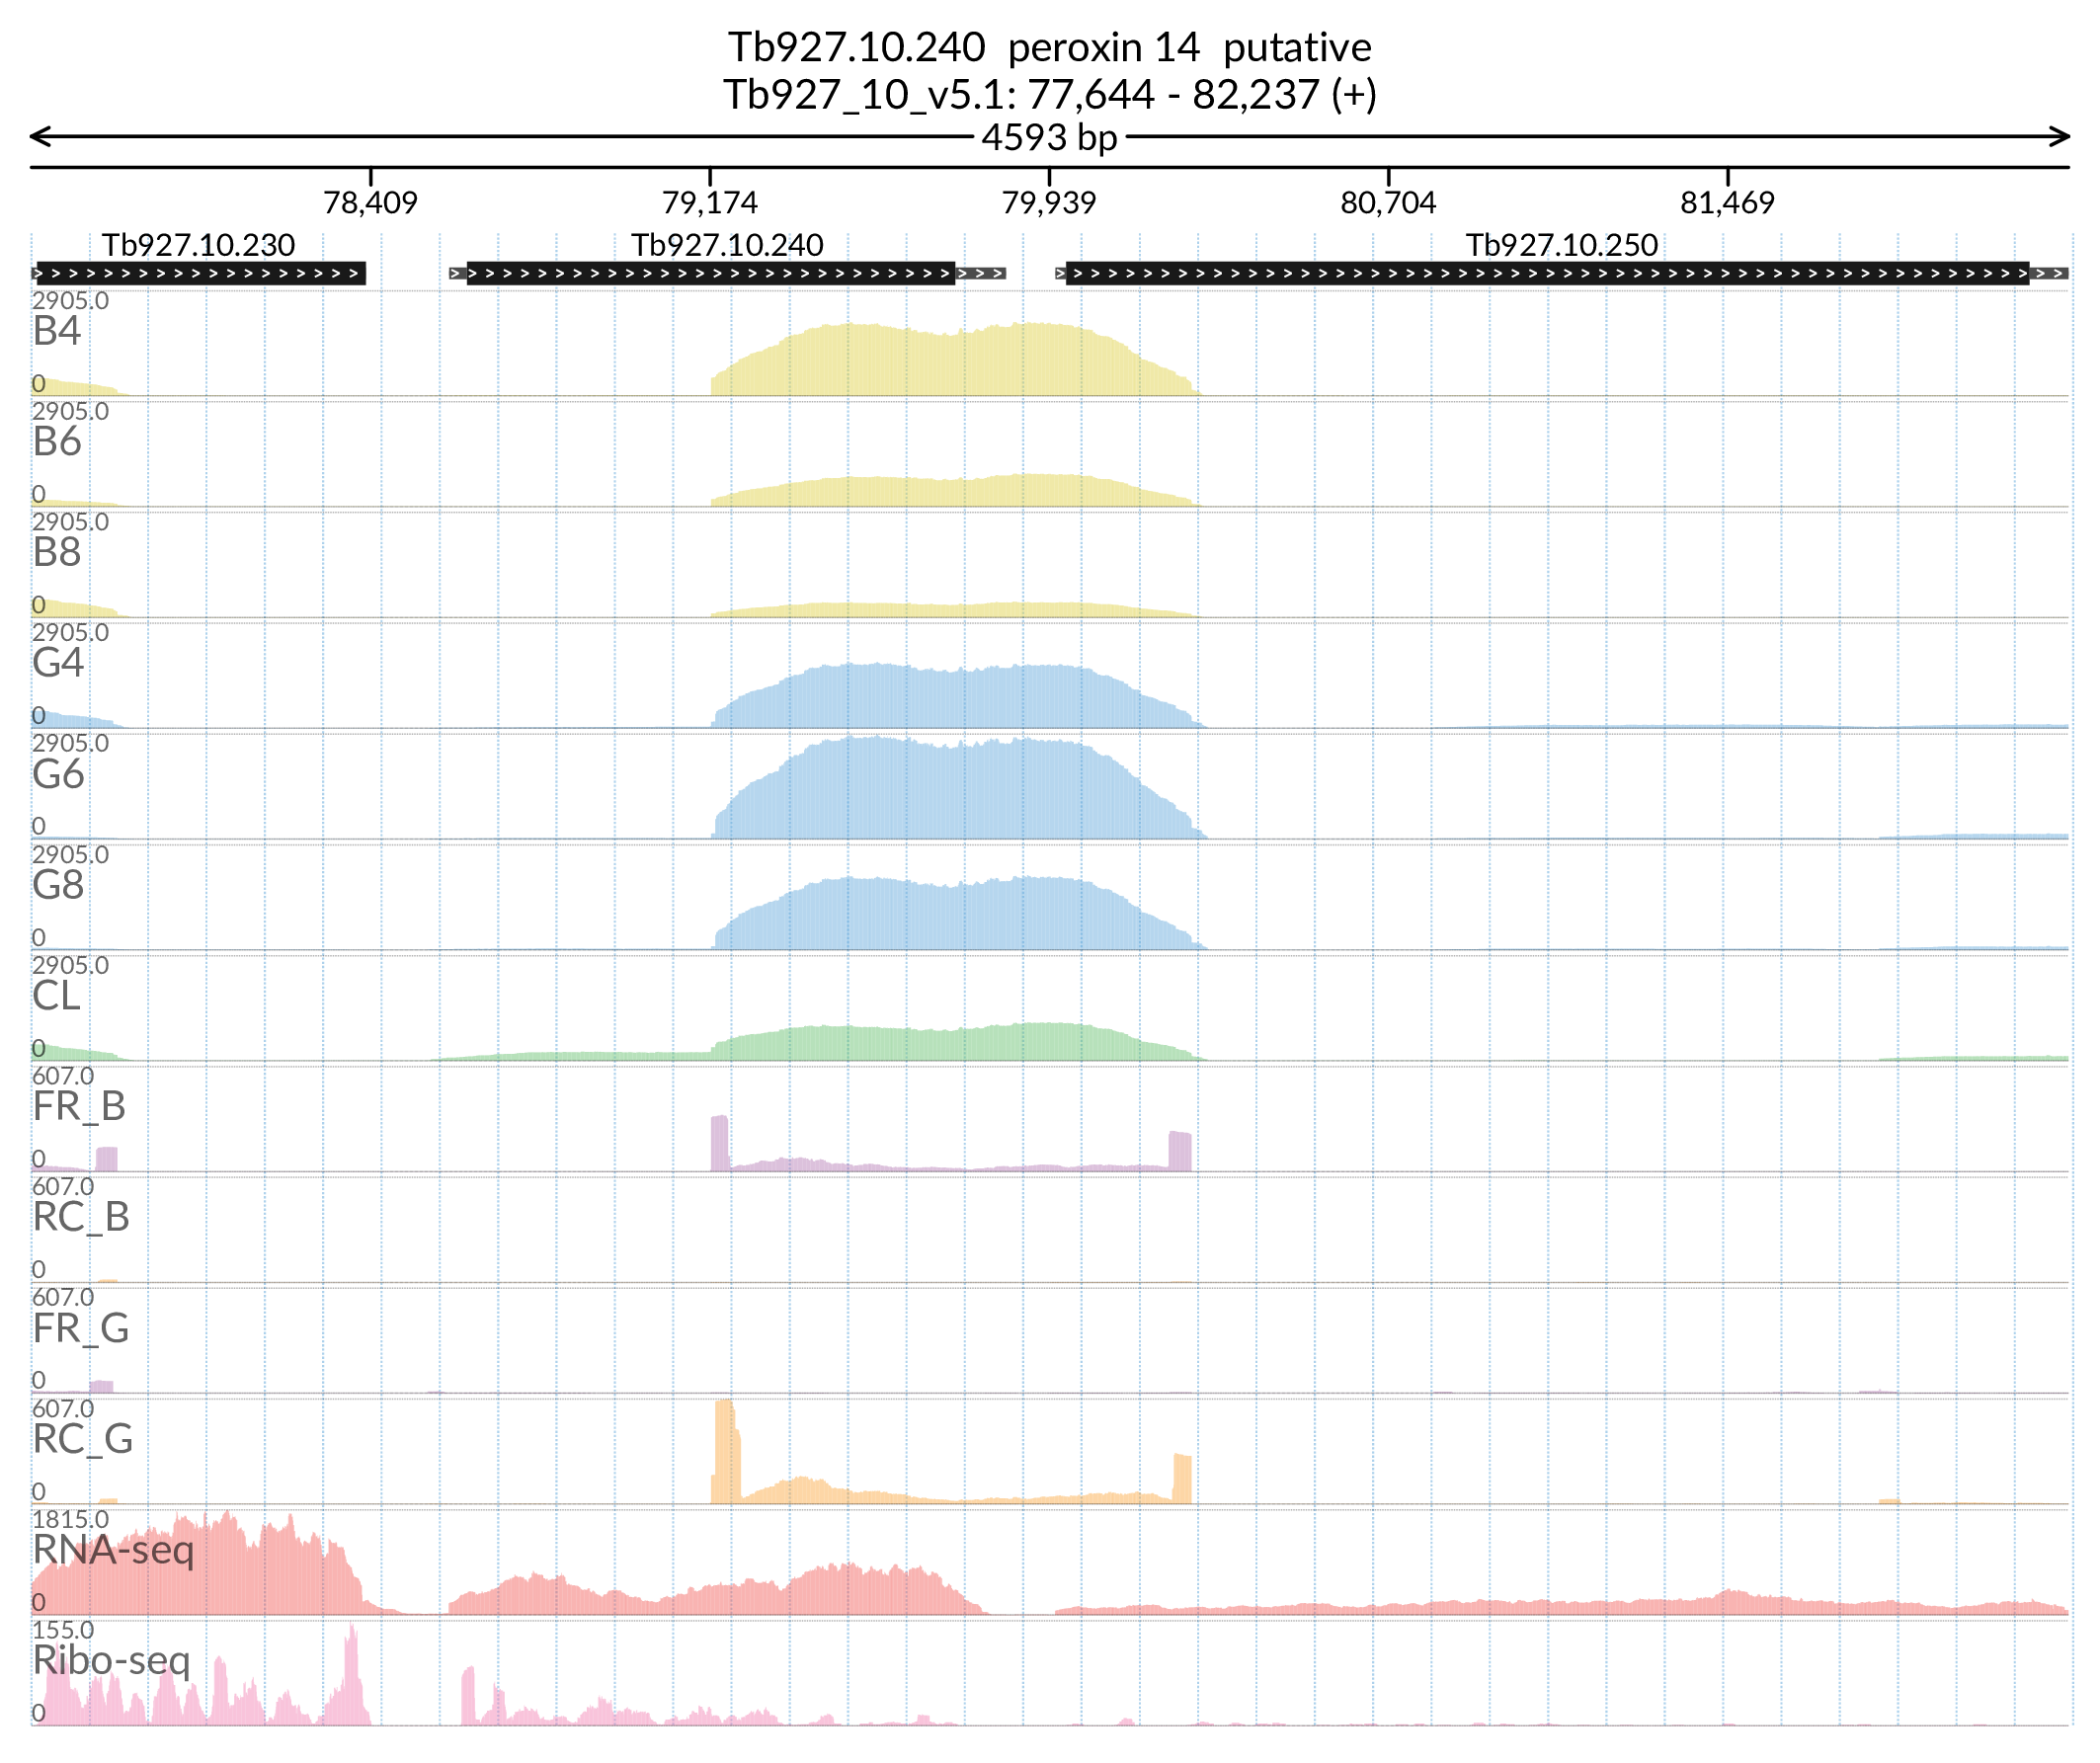 Tb927.10.240 peroxin 14 putative
Tb927_10_v5.1: 77,644 - 82,237 (+)
4593 bp
78,409 79,174 79,939 80,704 81,469
Tb927.10.230 Tb927.10.240 Tb927.10.250
2905.0
B4
0
2905.0
B6
0
2905.0
B8
0
2905.0
G4
0
2905.0
G6
0
2905.0
G8
0
2905.0
CL
0
607.0
FR_B
0
607.0
RC_B
0
607.0
FR_G
0
607.0
RC_G
0
1815.0
RNA-seq
0
155.0
Ribo-seq
0